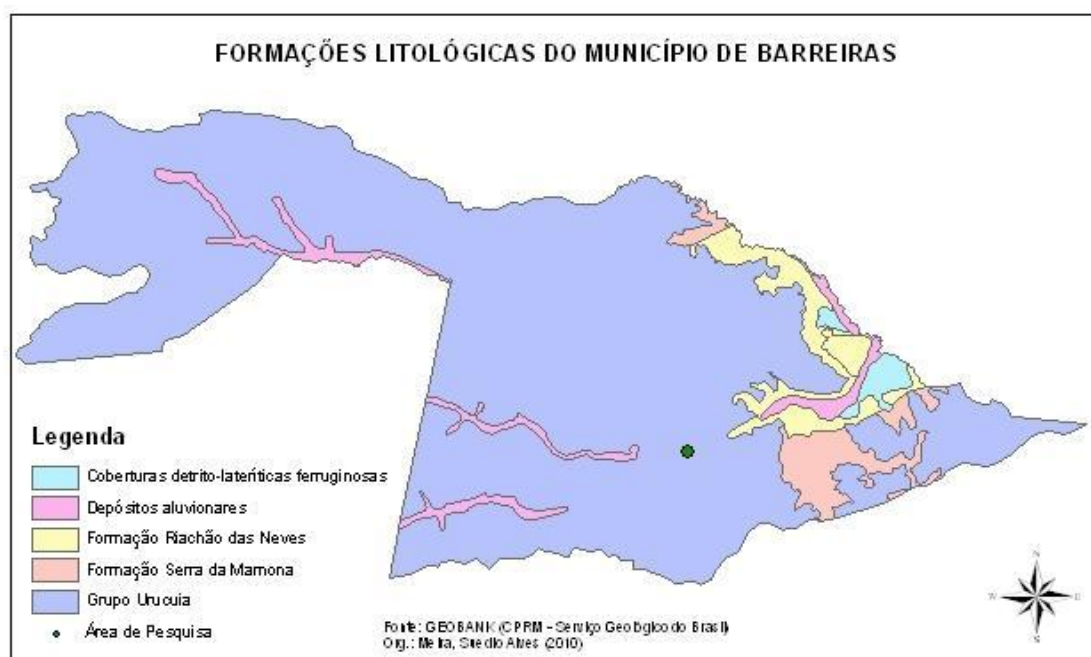 FORMAÇÕES LITOLÓGICAS DO MUNICÍPIO DE BARREIRAS
Legenda
Coberturas detrito-lateríticas ferruginosas
Depósitos aluvionares
Formação Riachão das Neves
Formação Serra da Mamona
Grupo Urucuia
Área de Pesquisa
Fonte: GEOBANK (CPRM - Serviço Geológico do Brasil)
Org.: Meira, Suedio Alves (2010)
N
W E
S